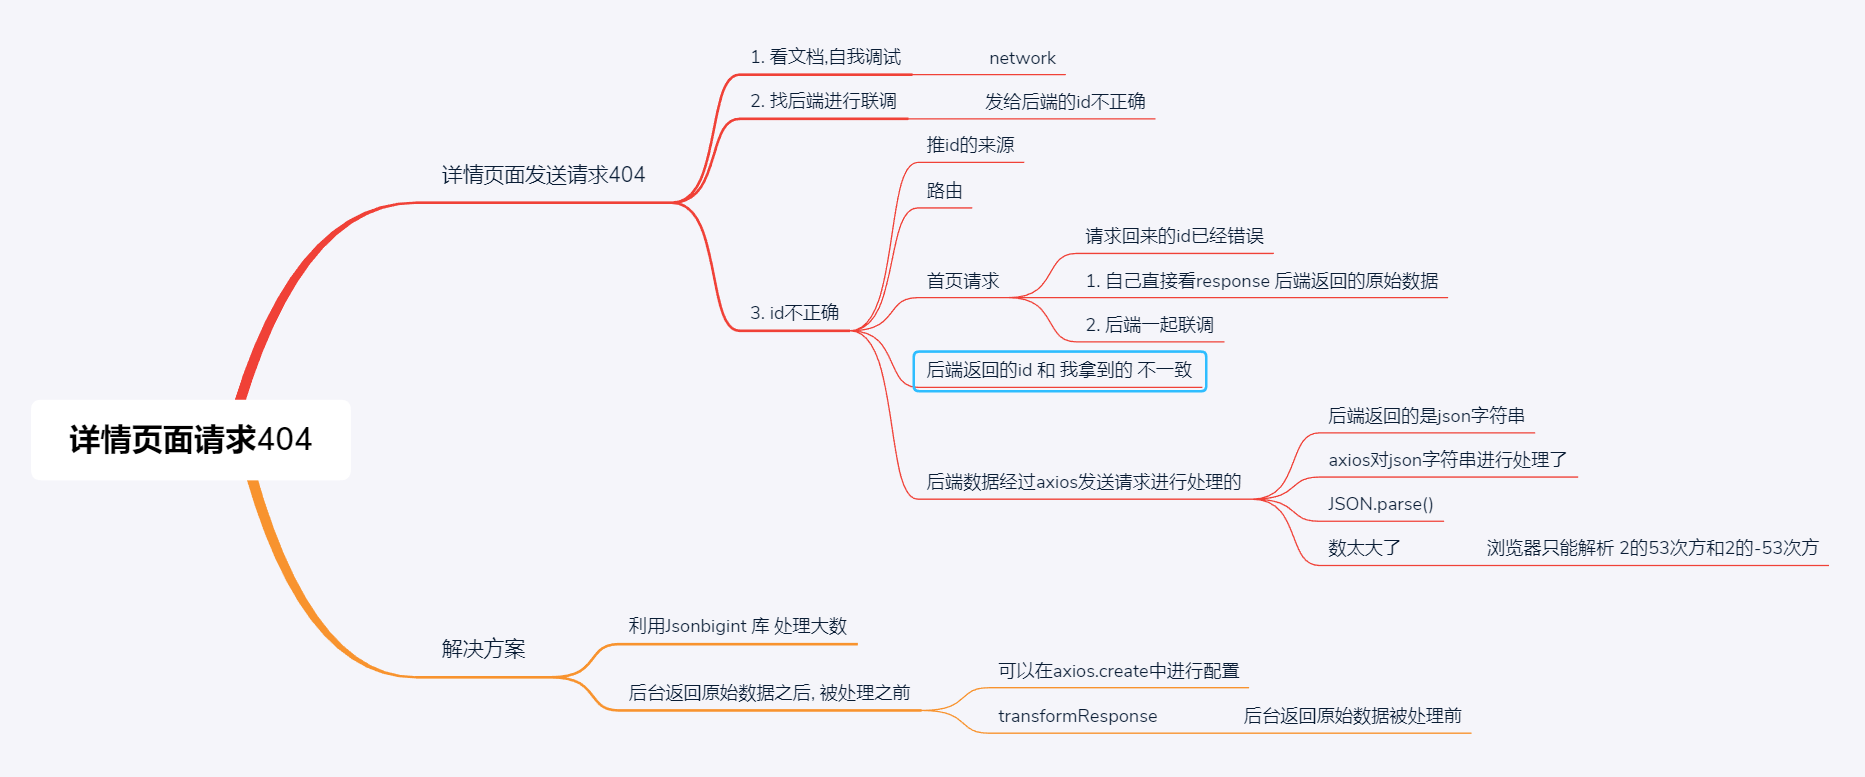 详情页面请求404
详情页面发送请求404
1. 看文档,自我调试
network
2. 找后端进行联调
发给后端的id不正确
3. id不正确
推id的来源
路由
首页请求
请求回来的id已经错误
1. 自己直接看response 后端返回的原始数据
2. 后端一起联调
后端返回的id 和 我拿到的 不一致
后端数据经过axios发送请求进行处理的
后端返回的是json字符串
axios对json字符串进行处理了
JSON.parse()
数太大了
浏览器只能解析 2的53次方和2的-53次方
解决方案
利用Jsonbigint 库 处理大数
后台返回原始数据之后, 被处理之前
可以在axios.create中进行配置
transformResponse
后台返回原始数据被处理前